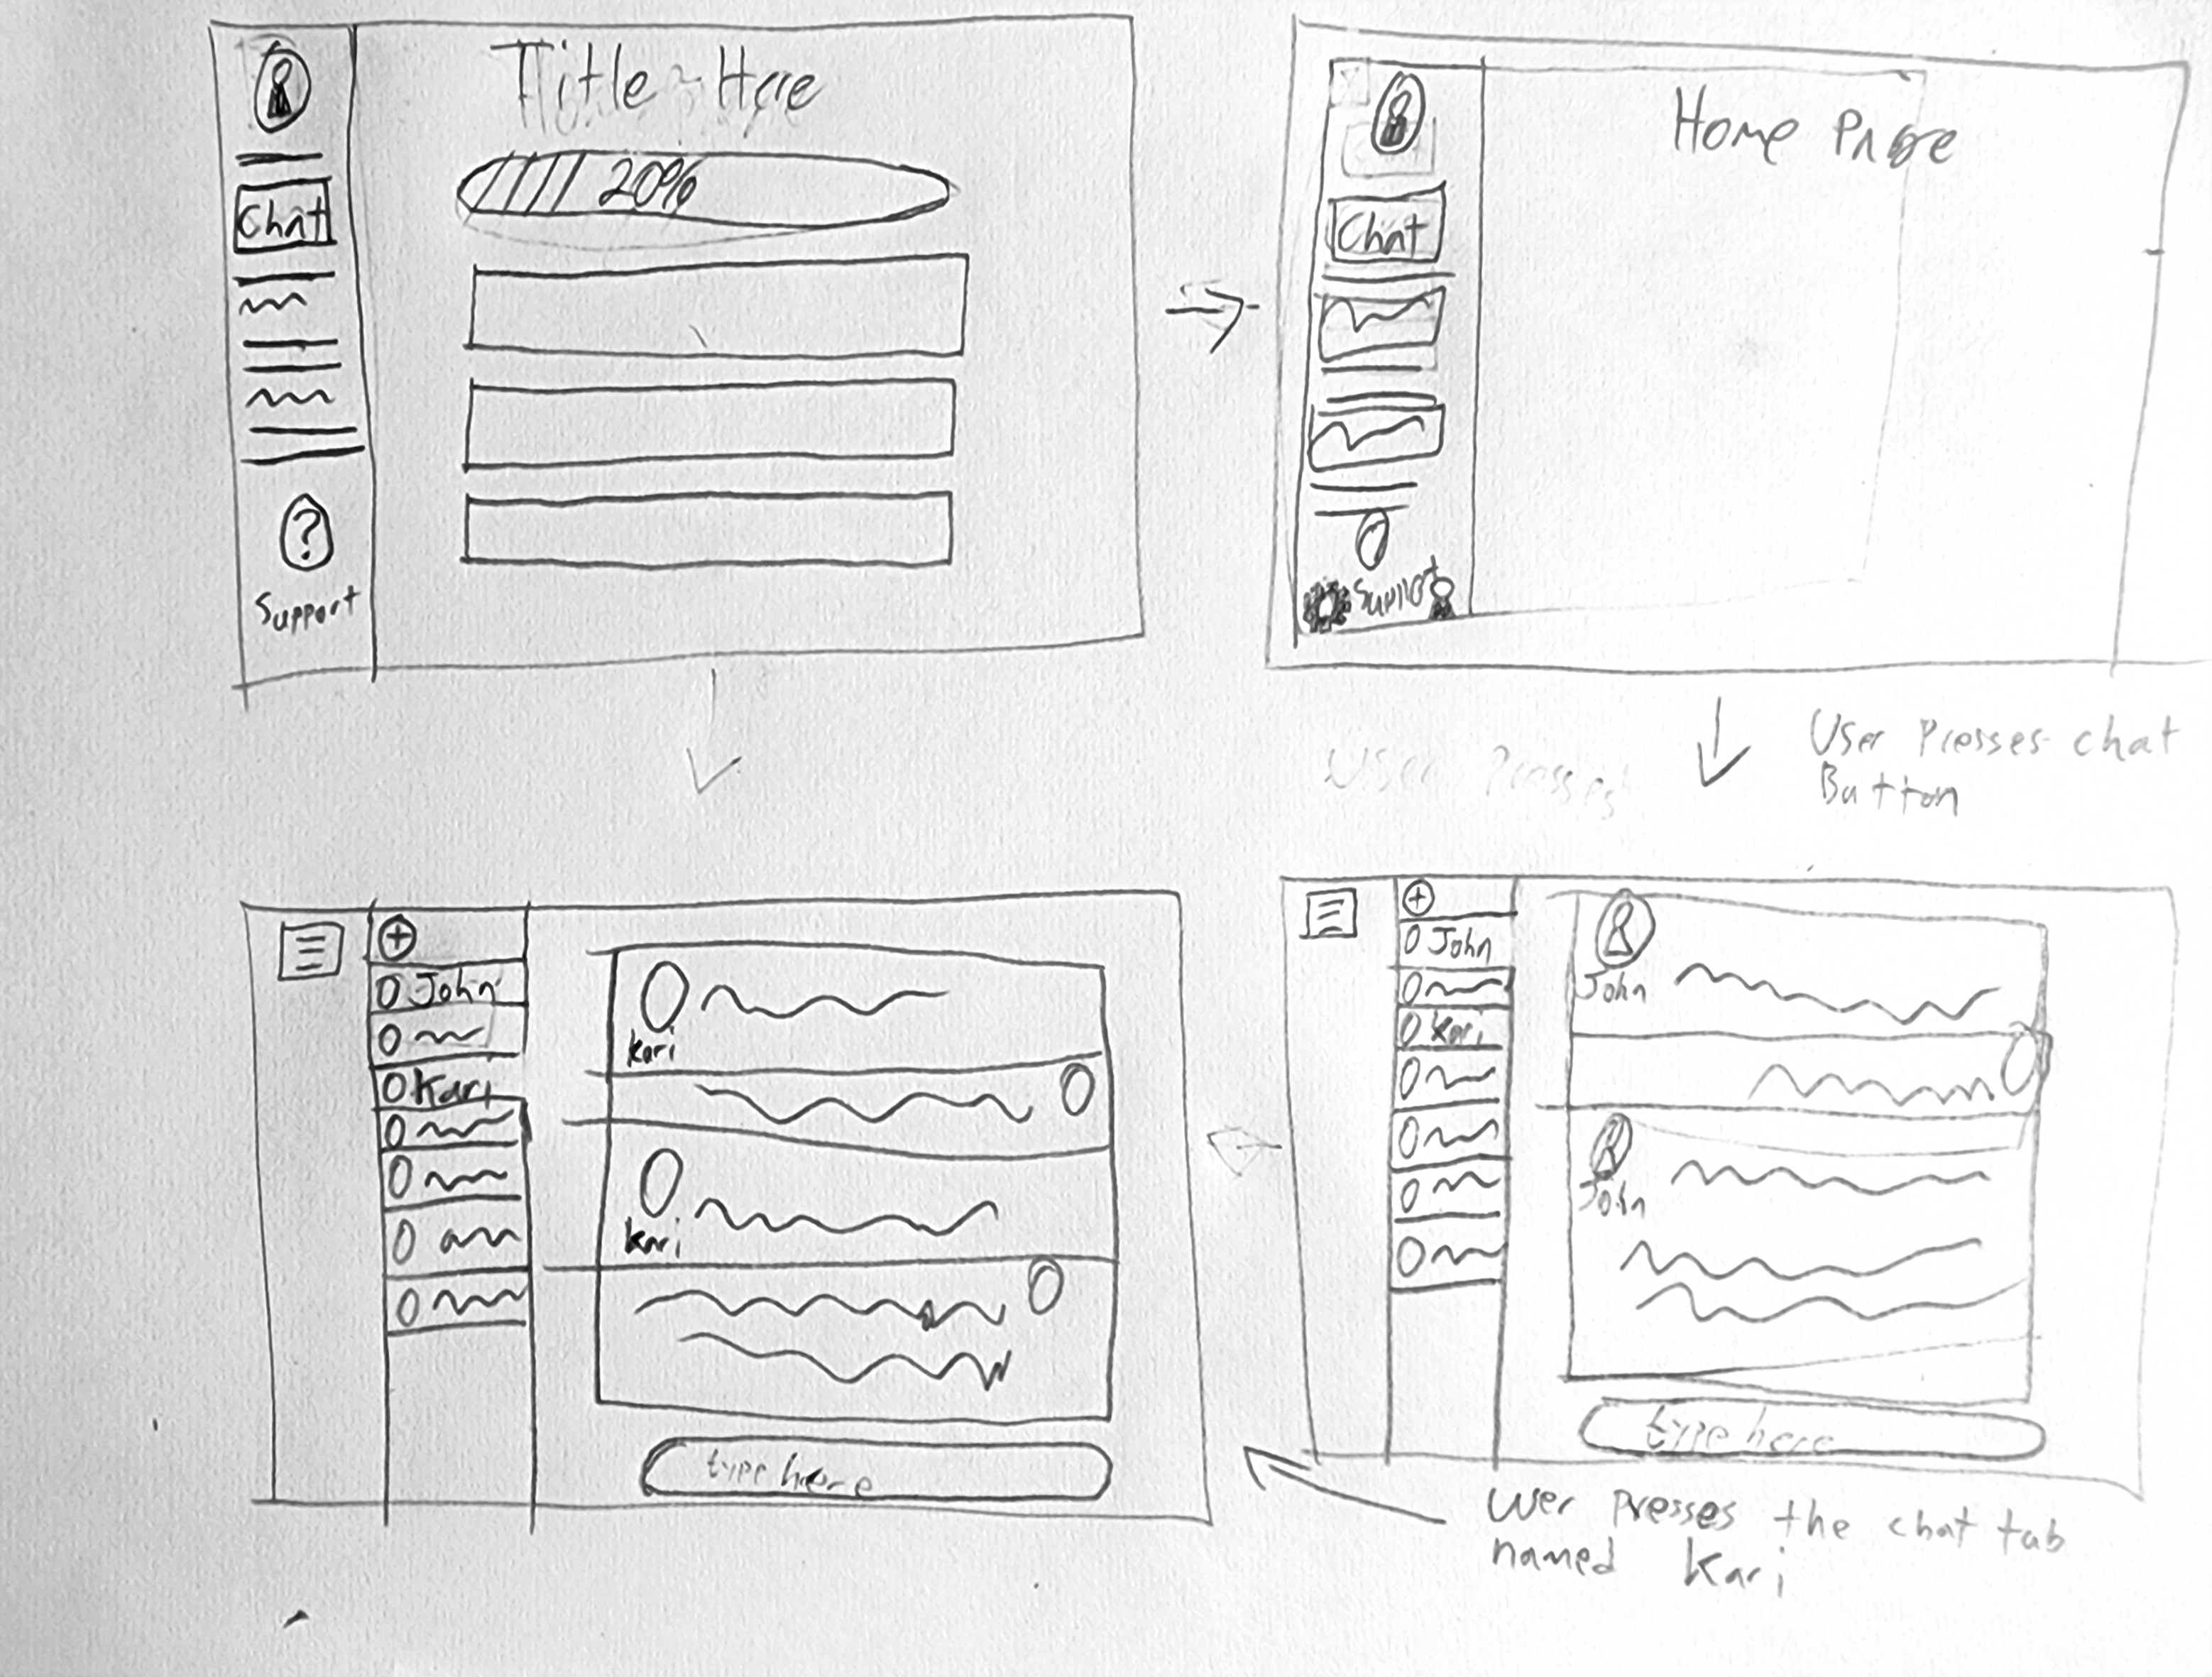 Title Here
20%
Chat
?
Support
Home Page
Chat
Support
User Presses chat
Button
User Presses
+
John
Kari
Kari
Kari
type here
+
John
Kari
John
John
type here
User Presses the chat tab
named Kari